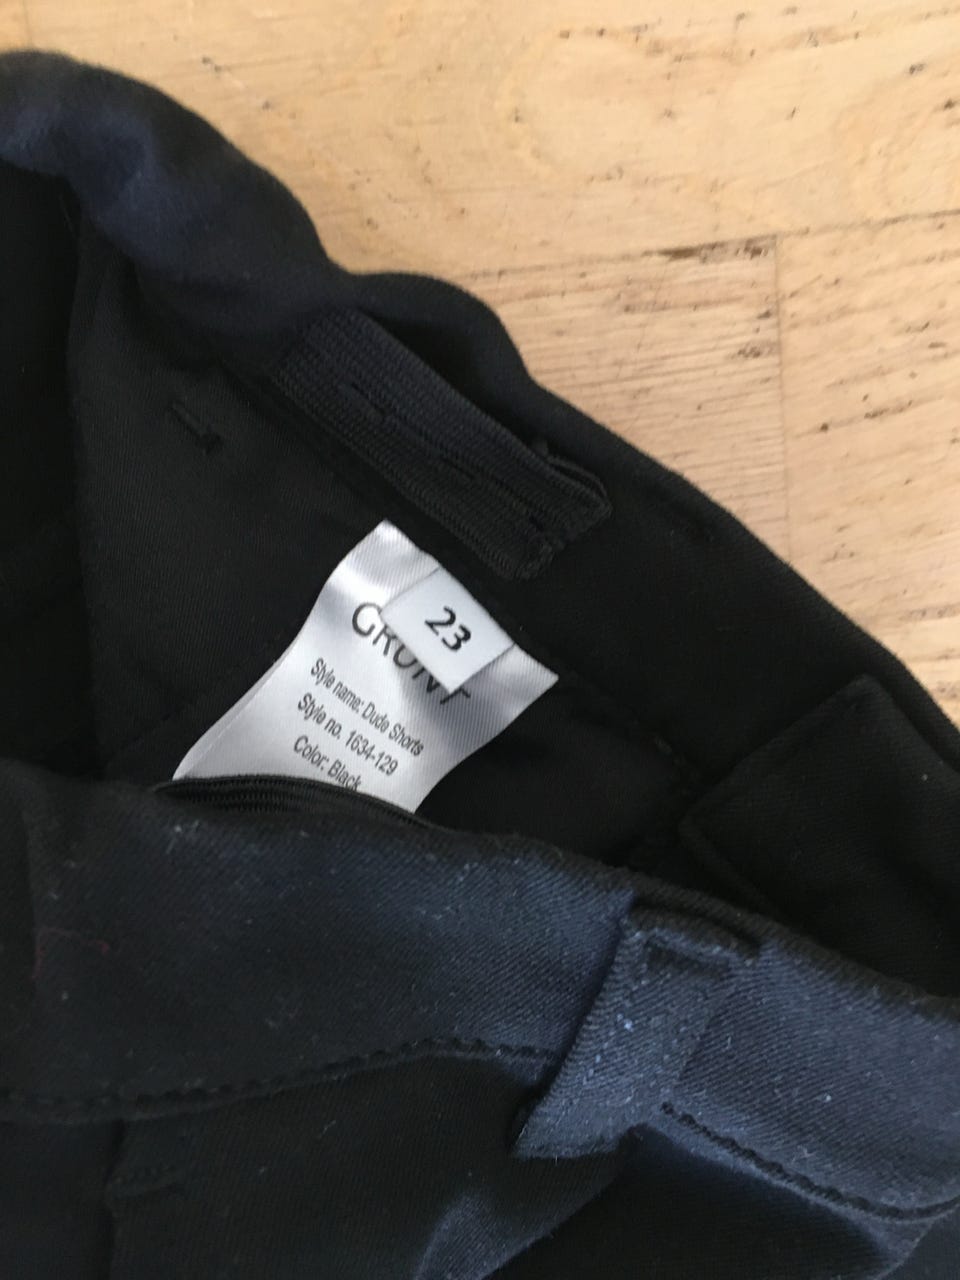 23
GRUNT
Style name: Dude Shorts
Style no. 1634-129
Color: Black